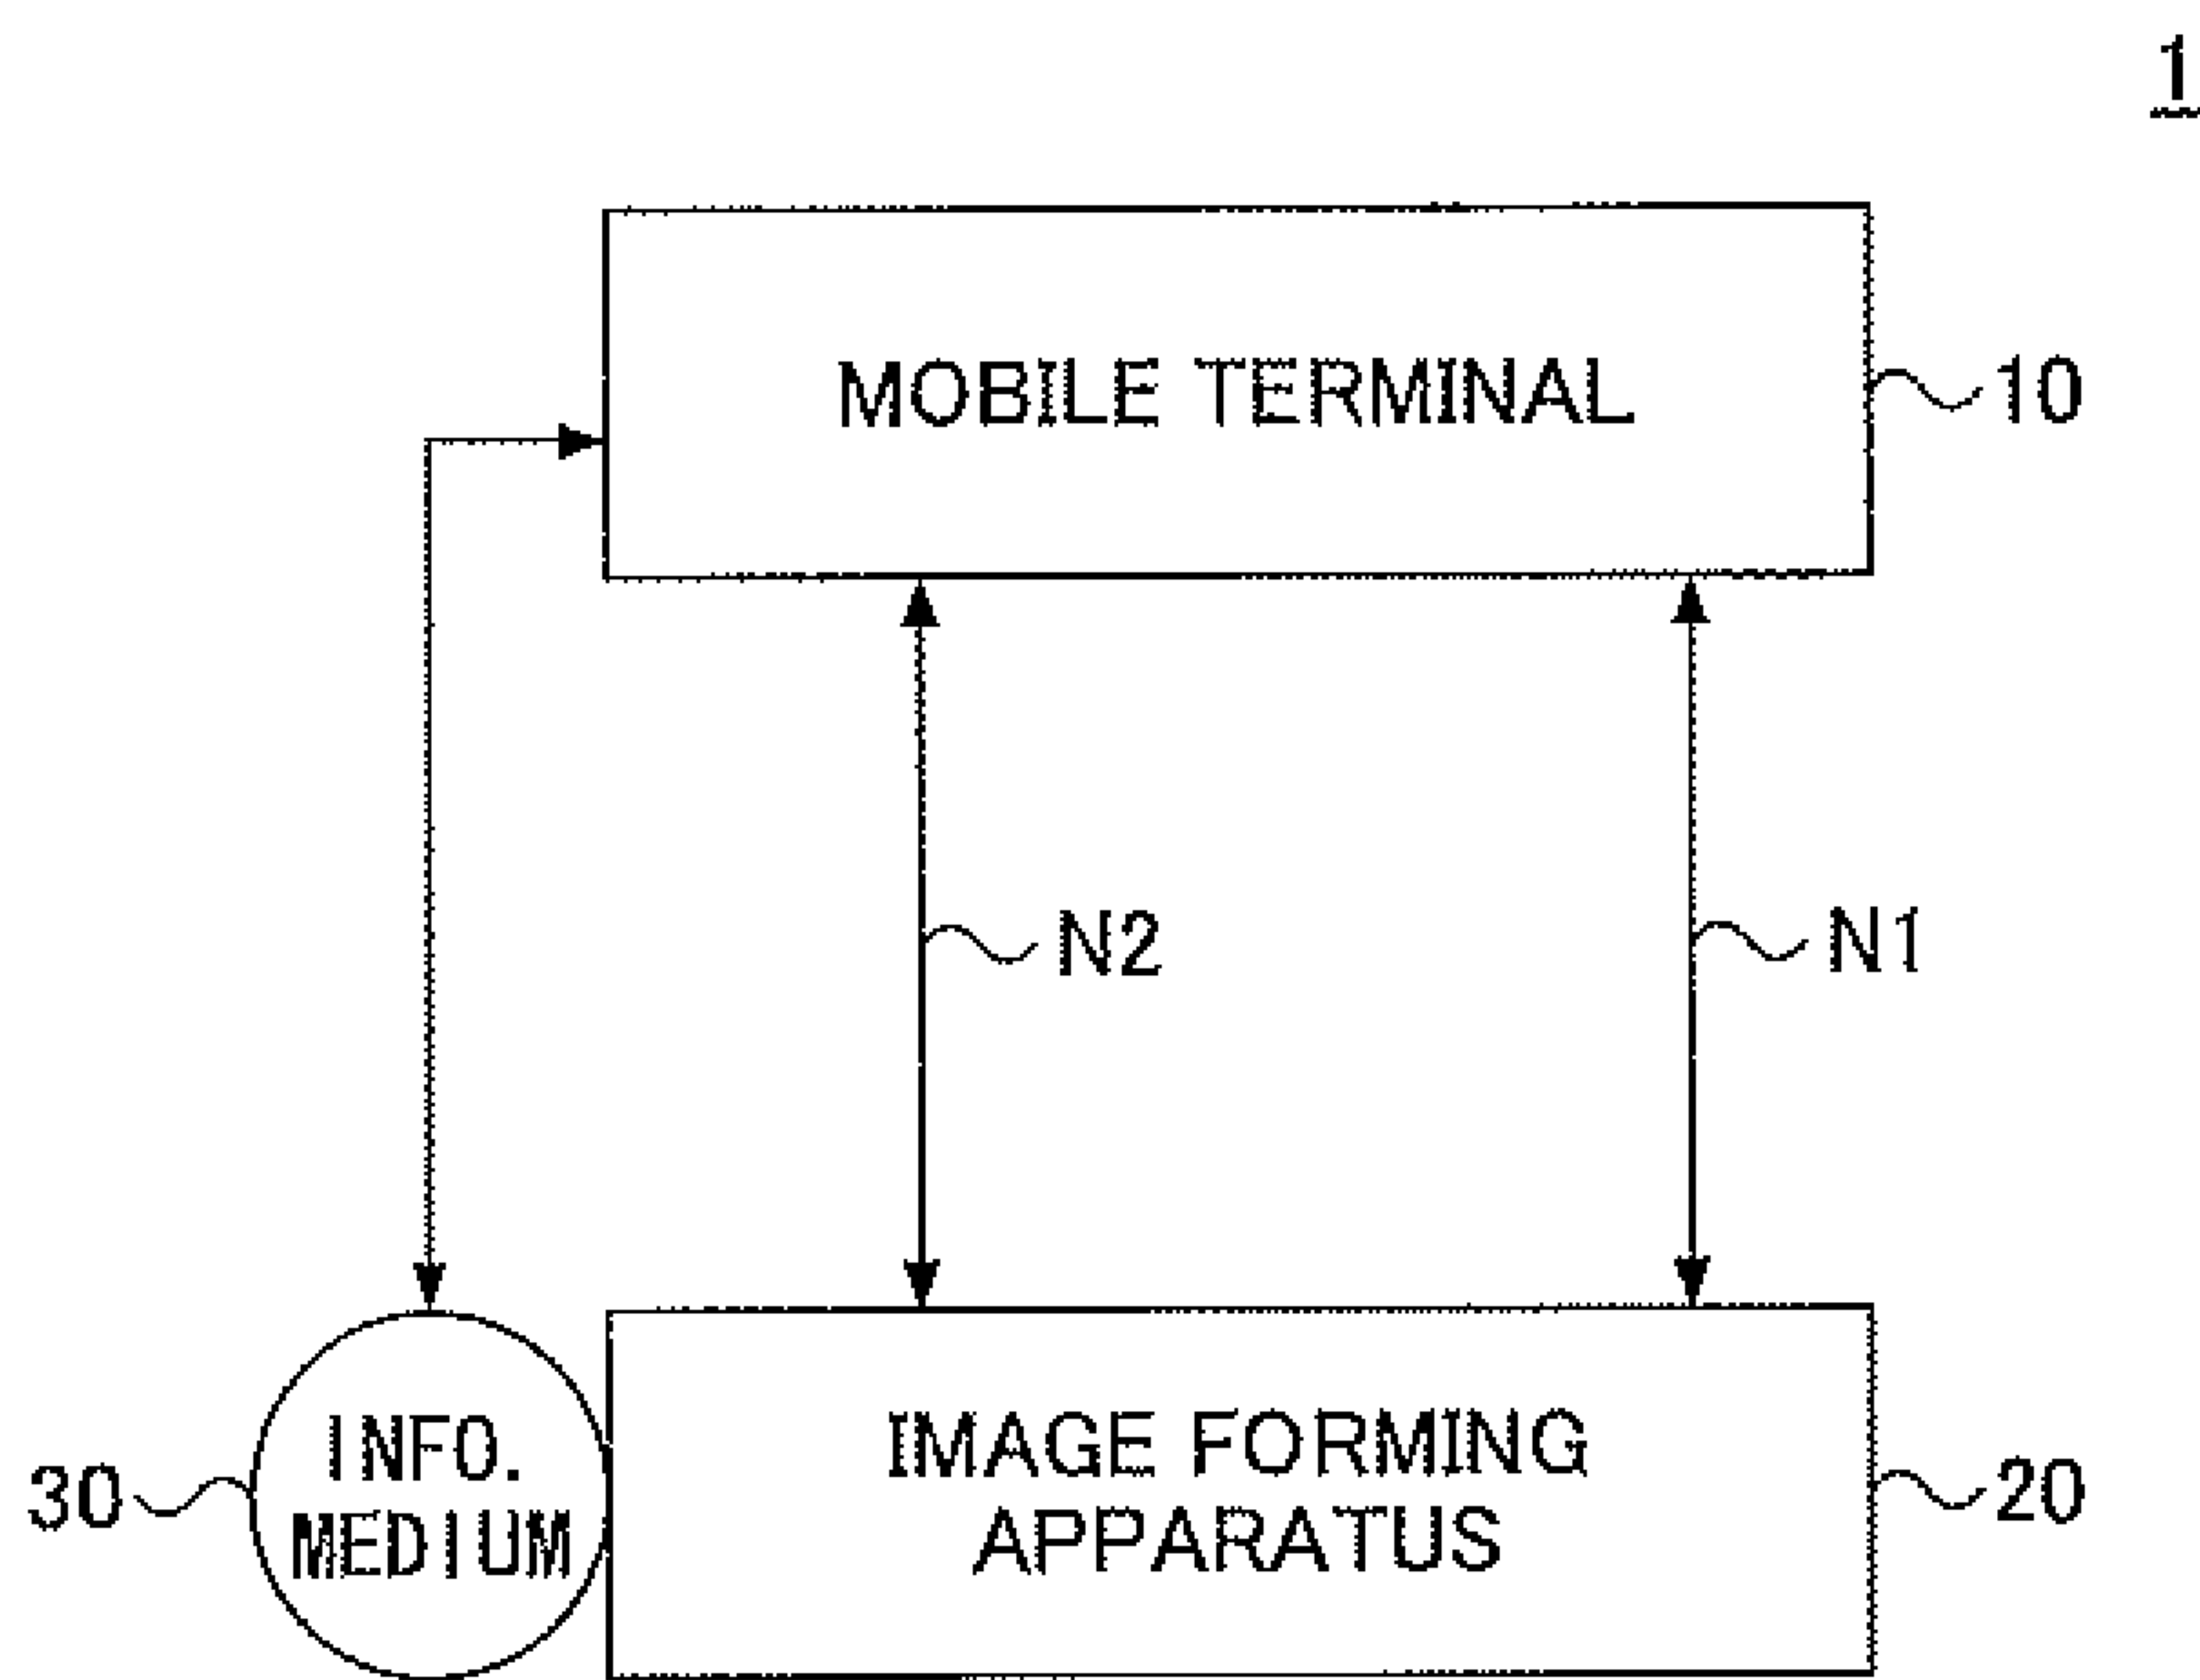 1
MOBILE TERMINAL
10
N2
N1
30
INFO.
MEDIUM
IMAGE FORMING
APPARATUS
20